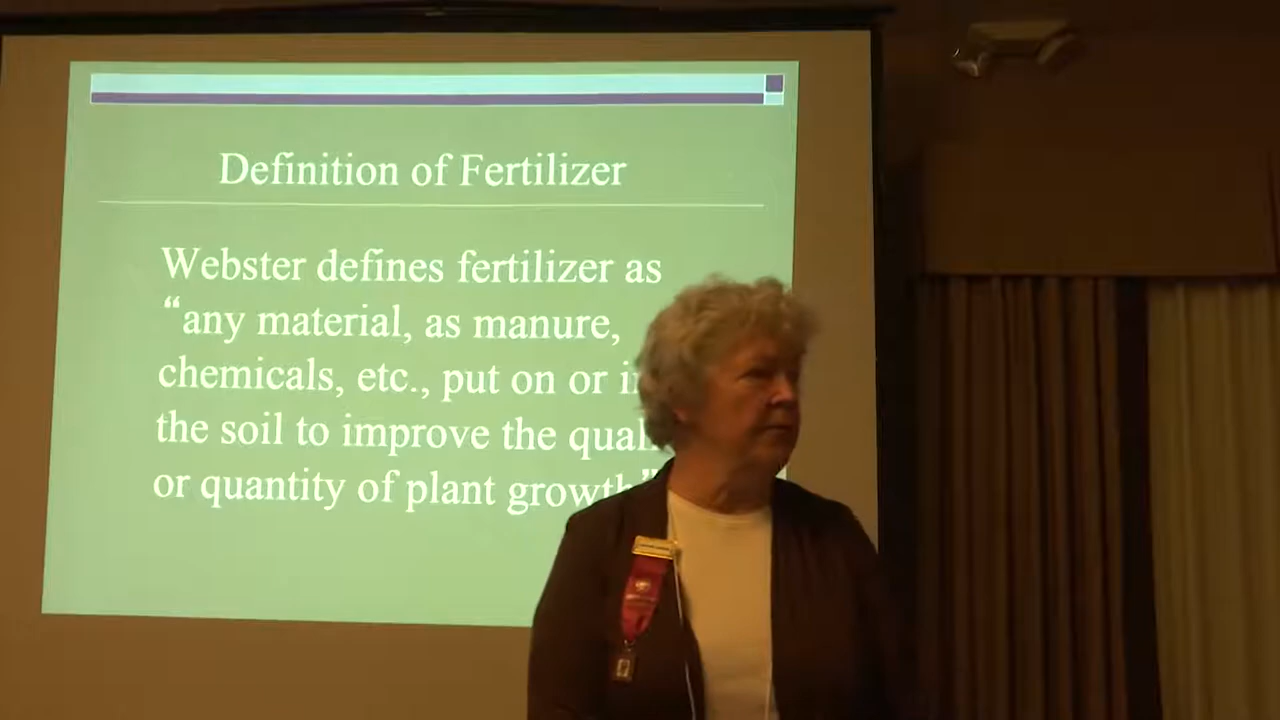 Definition of Fertilizer
Webster defines fertilizer as
“any material, as manure,
chemicals, etc., put on or
the soil to improve the
or quantity of plant growth”